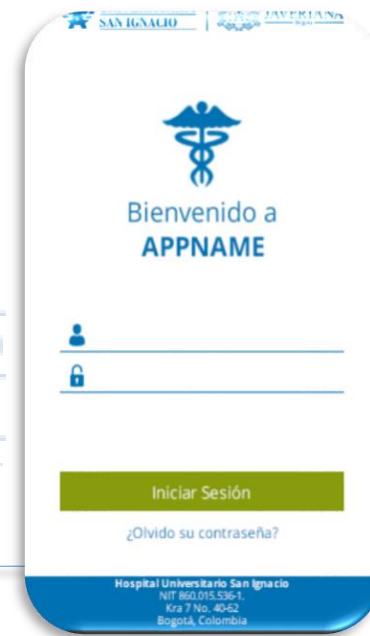 SAN IGNACIO
JAVERIANA
Bogotá
Bienvenido a
APPNAME
Iniciar Sesión
¿Olvido su contraseña?
Hospital Universitario San Ignacio
NIT 860.015.536-1.
Kra 7 No. 40-62
Bogotá, Colombia